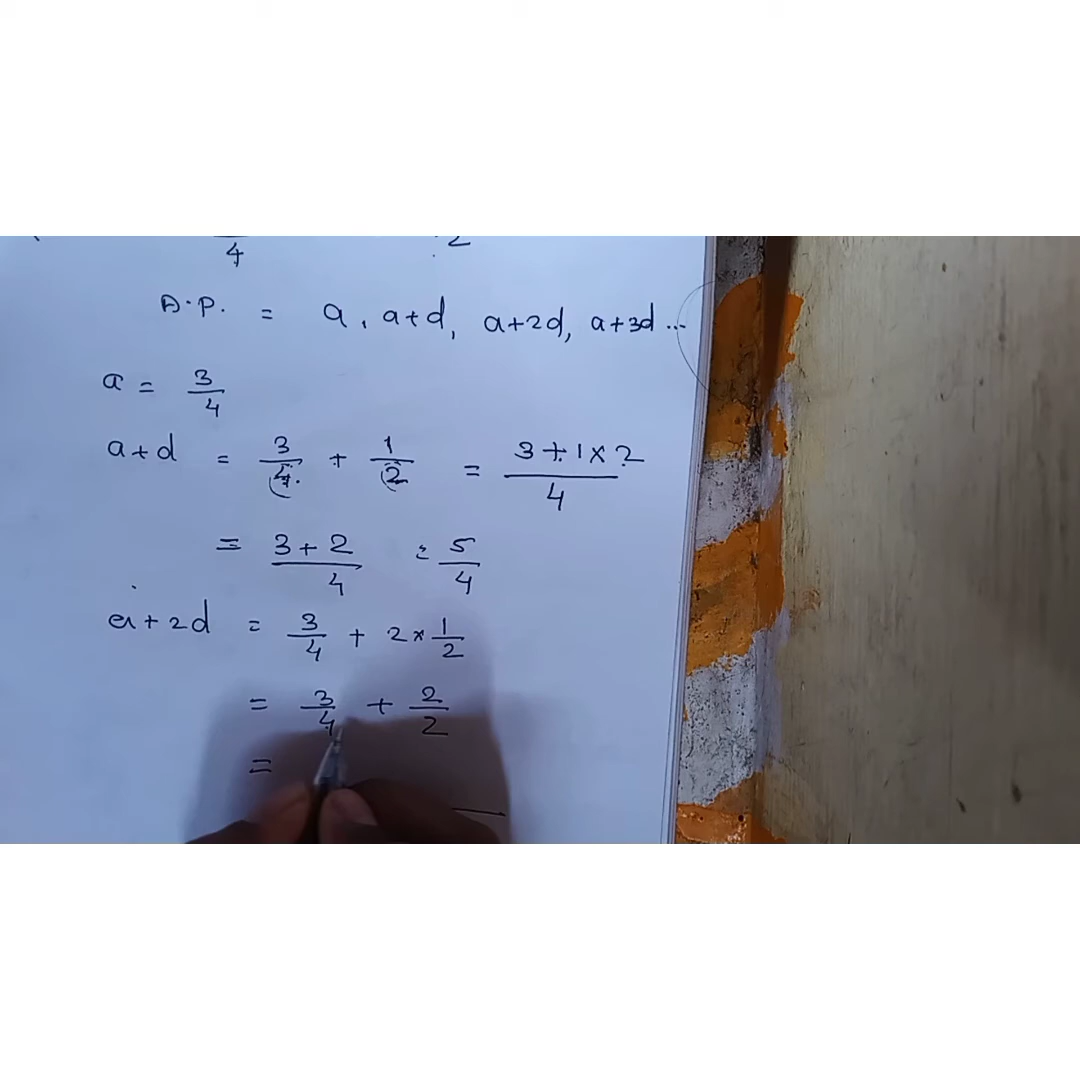 4 2
A.P. = a, a+d, a+2d, a+3d ...
a = 3/4
a+d = 3/4 + 1/2 = 3+1×2/4
= 3+2/4 = 5/4
a+2d = 3/4 + 2×1/2
= 3/4 + 2/2
=